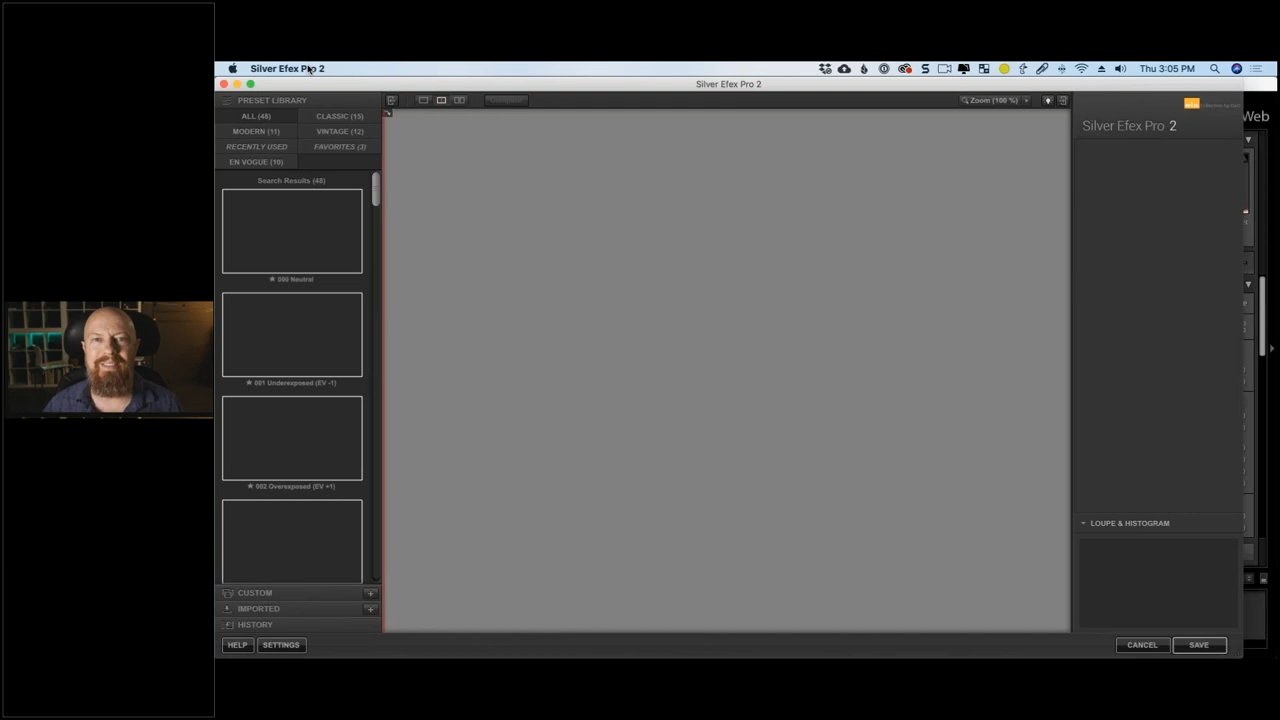 Silver Efex Pro 2
Thu 3:05 PM
Silver Efex Pro 2
PRESET LIBRARY
Zoom (100 %)
ALL (48)
CLASSIC (15)
MODERN (11)
VINTAGE (12)
RECENTLY USED
FAVORITES (3)
EN VOGUE (10)
Web
Silver Efex Pro 2
Search Results (48)
000 Neutral
001 Underexposed (EV -1)
002 Overexposed (EV +1)
LOUPE & HISTOGRAM
CUSTOM
IMPORTED
HISTORY
HELP
SETTINGS
CANCEL
SAVE